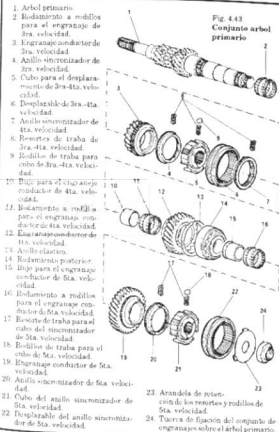 1. Arbol primario.
2. Rodamiento a rodillos
para el engranaje de
3ra. velocidad.
3. Engranaje conductor de
3ra. velocidad.
4. Anillo sincronizador de
3ra. velocidad.
5. Cubo para el desplaza-
miento de 3ra-4ta. velo-
cidad.
6. Desplazable de 3ra.-4ta.
velocidad.
7. Anillo sincronizador de
4ta. velocidad.
8. Resortes de traba de
3ra.-4ta. velocidad.
9. Rodillos de traba para
cubo de 3ra.-4ta. veloci-
dad.
10. Buje para el engranaje
conductor de 4ta. velo-
cidad.
11. Rodamiento a rodillos
para el engranaje con-
ductor de 4ta. velocidad.
12. Engranaje conductor de
4ta. velocidad.
13. Anillo elástico.
14. Rodamiento posterior.
15. Buje para el engranaje
conductor de 5ta. velo-
cidad.
16. Rodamiento a rodillos
para el engranaje con-
ductor de 5ta. velocidad.
17. Resorte de traba para el
cubo del sincronizador
de 5ta. velocidad.
18. Rodillos de traba para el
cubo de 5ta. velocidad.
19. Engranaje conductor de 5ta.
velocidad.
20. Anillo sincronizador de 5ta. veloci-
dad.
21. Cubo del anillo sincronizador de
5ta. velocidad.
22. Desplazable del anillo sincroniza-
dor de 5ta. velocidad.
Fig. 4.43
Conjunto arbol
primario
1
2
3
4
5
6
7
8
9
10
11
12
13
14
15
16
17
18
19
20
21
22
23
24
23. Arandela de reten-
ción de los resortes y rodillos de
5ta. velocidad.
24. Tuerca de fijación del conjunto de
engranajes sobre el árbol primario.